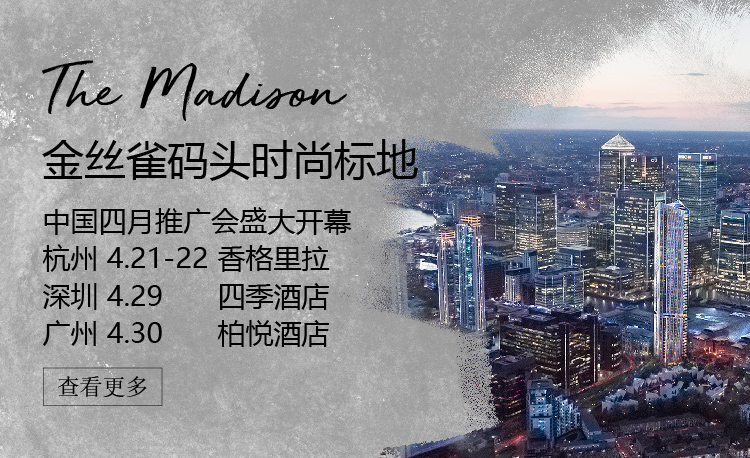 The Madison
金丝雀码头时尚标地
中国四月推广会盛大开幕
杭州 4.21-22 香格里拉
深圳 4.29 四季酒店
广州 4.30 柏悦酒店
查看更多